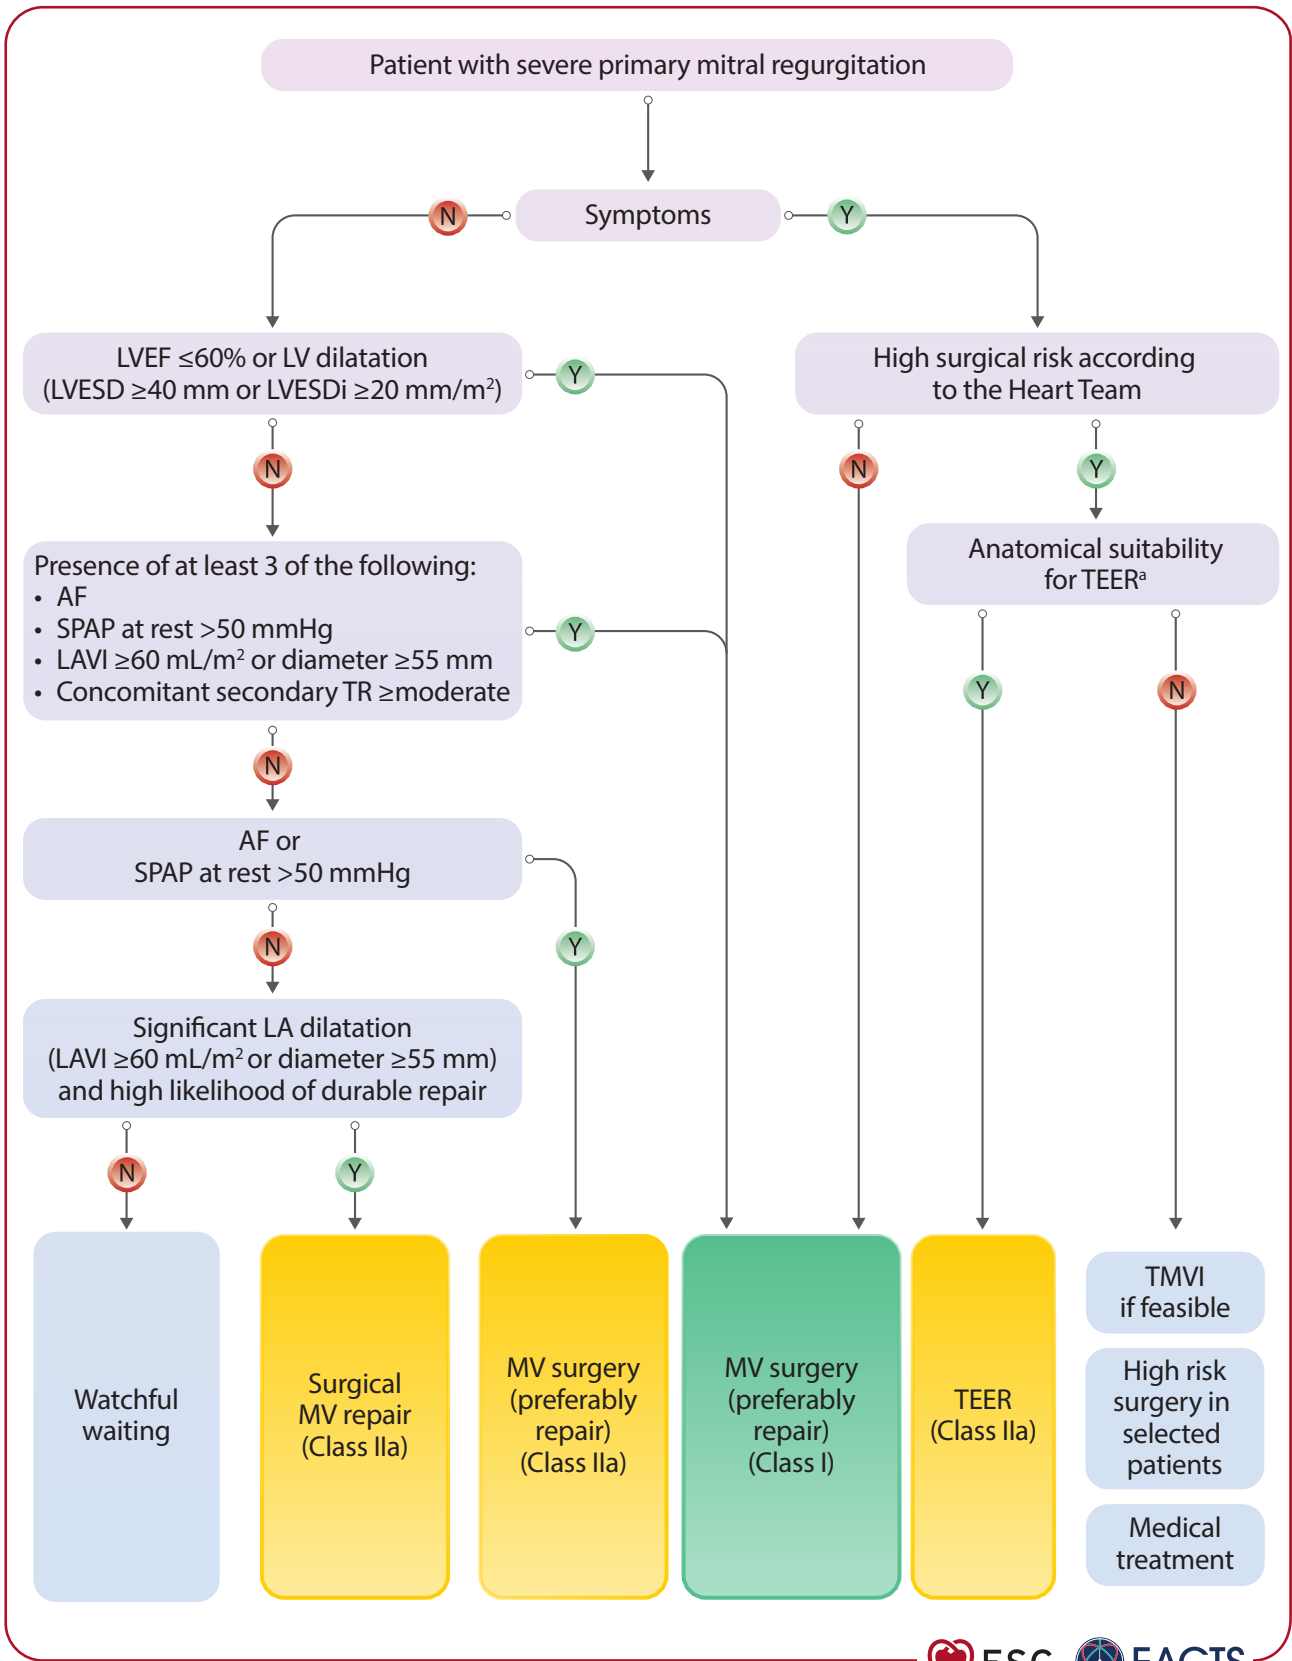 Patient with severe primary mitral regurgitation
N
Symptoms
Y
LVEF ≤60% or LV dilatation
(LVESD ≥40 mm or LVESDi ≥20 mm/m²)
Y
High surgical risk according
to the Heart Team
N
N
Y
Presence of at least 3 of the following:
• AF
• SPAP at rest >50 mmHg
• LAVI ≥60 mL/m² or diameter ≥55 mm
• Concomitant secondary TR ≥moderate
Y
Anatomical suitability
for TEERᵃ
Y
N
N
AF or
SPAP at rest >50 mmHg
N
Y
Significant LA dilatation
(LAVI ≥60 mL/m² or diameter ≥55 mm)
and high likelihood of durable repair
N
Y
Watchful
waiting
Surgical
MV repair
(Class IIa)
MV surgery
(preferably
repair)
(Class IIa)
MV surgery
(preferably
repair)
(Class I)
TEER
(Class IIa)
TMVI
if feasible
High risk
surgery in
selected
patients
Medical
treatment
ESC
EACTS